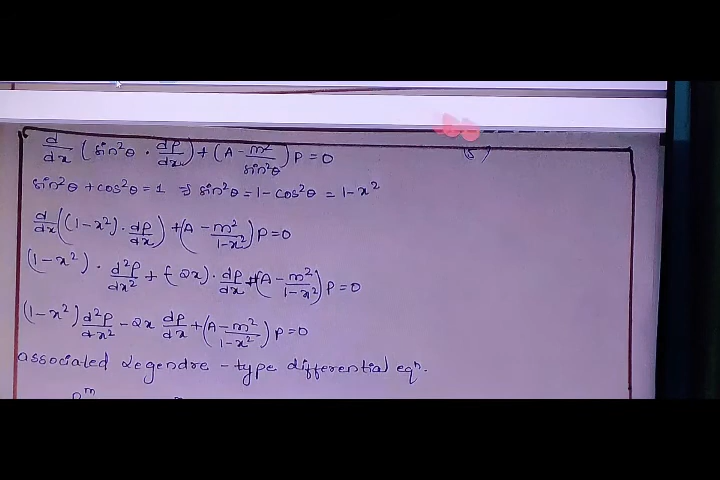 d/dx (sin²θ · dP/dx) + (A - m²/sin²θ) P = 0
sin²θ + cos²θ = 1 ⇒ sin²θ = 1 - cos²θ = 1 - x²
d/dx ((1-x²) · dP/dx) + (A - m²/1-x²) P = 0
(1-x²) · d²P/dx² + (-2x) · dP/dx + (A - m²/1-x²) P = 0
(1-x²) d²P/dx² - 2x dP/dx + (A - m²/1-x²) P = 0
associated Legendre - type differential eqⁿ.